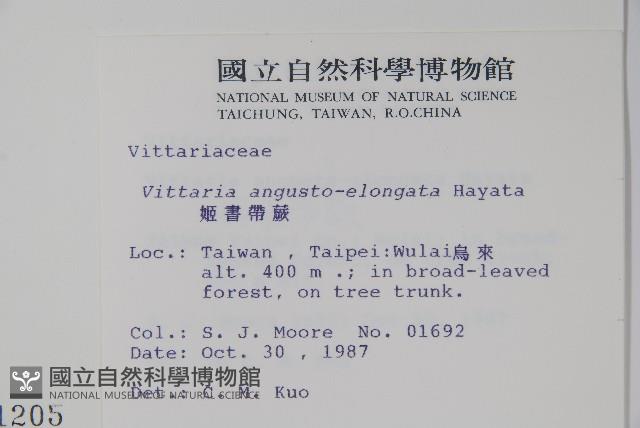 國立自然科學博物館
NATIONAL MUSEUM OF NATURAL SCIENCE
TAICHUNG, TAIWAN, R.O.CHINA
Vittariaceae
Vittaria angusto-elongata Hayata
姬書帶蕨
Loc.: Taiwan , Taipei:Wulai烏來
alt. 400 m .; in broad-leaved
forest, on tree trunk.
Col.: S. J. Moore No. 01692
Date: Oct. 30 , 1987
Det.: C. M. Kuo
國立自然科學博物館
NATIONAL MUSEUM OF NATURAL SCIENCE
1205